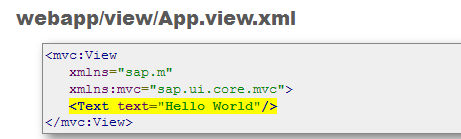 webapp/view/App.view.xml
<mvc:View
xmlns="sap.m"
xmlns:mvc="sap.ui.core.mvc">
<Text text="Hello World"/>
</mvc:View>